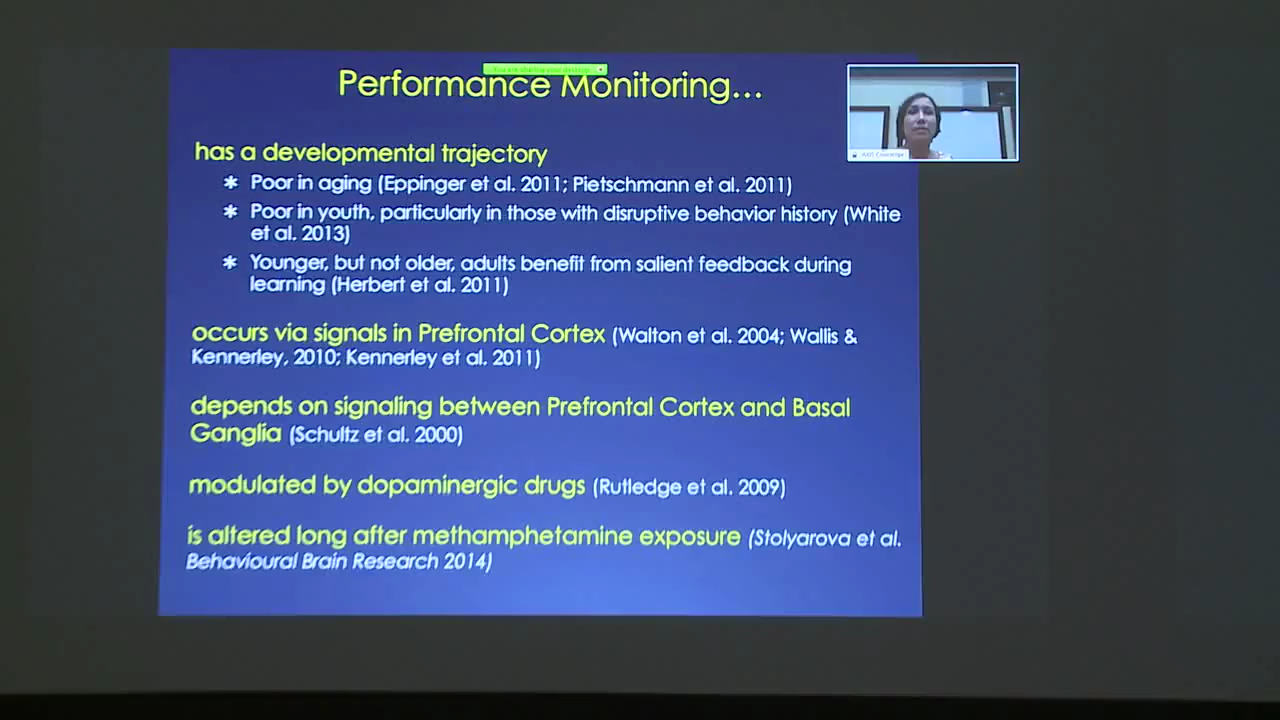 You are sharing your desktop
Performance Monitoring...
has a developmental trajectory
* Poor in aging (Eppinger et al. 2011; Pietschmann et al. 2011)
* Poor in youth, particularly in those with disruptive behavior history (White
et al. 2013)
* Younger, but not older, adults benefit from salient feedback during
learning (Herbert et al. 2011)
occurs via signals in Prefrontal Cortex (Walton et al. 2004; Wallis &
Kennerley, 2010; Kennerley et al. 2011)
depends on signaling between Prefrontal Cortex and Basal
Ganglia (Schultz et al. 2000)
modulated by dopaminergic drugs (Rutledge et al. 2009)
is altered long after methamphetamine exposure (Stolyarova et al.
Behavioural Brain Research 2014)